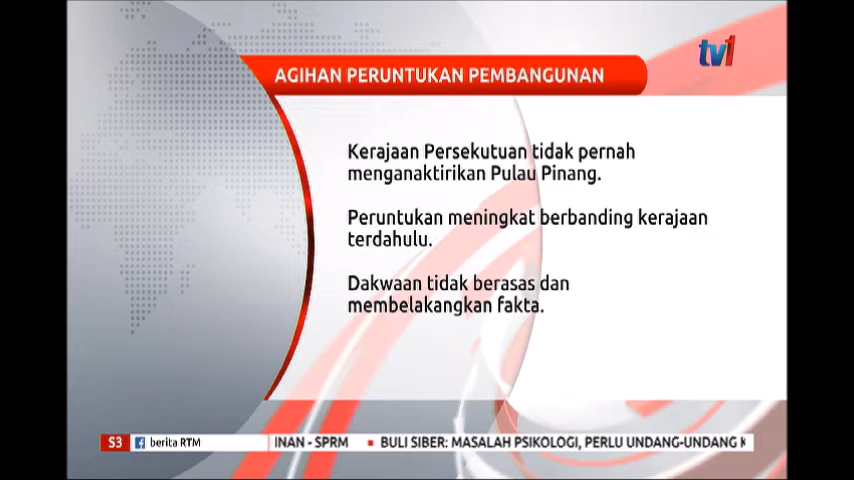 tv1
AGIHAN PERUNTUKAN PEMBANGUNAN
Kerajaan Persekutuan tidak pernah
menganaktirikan Pulau Pinang.
Peruntukan meningkat berbanding kerajaan
terdahulu.
Dakwaan tidak berasas dan
membelakangkan fakta.
S3 f berita RTM INAN - SPRM ▪ BULI SIBER: MASALAH PSIKOLOGI, PERLU UNDANG-UNDANG